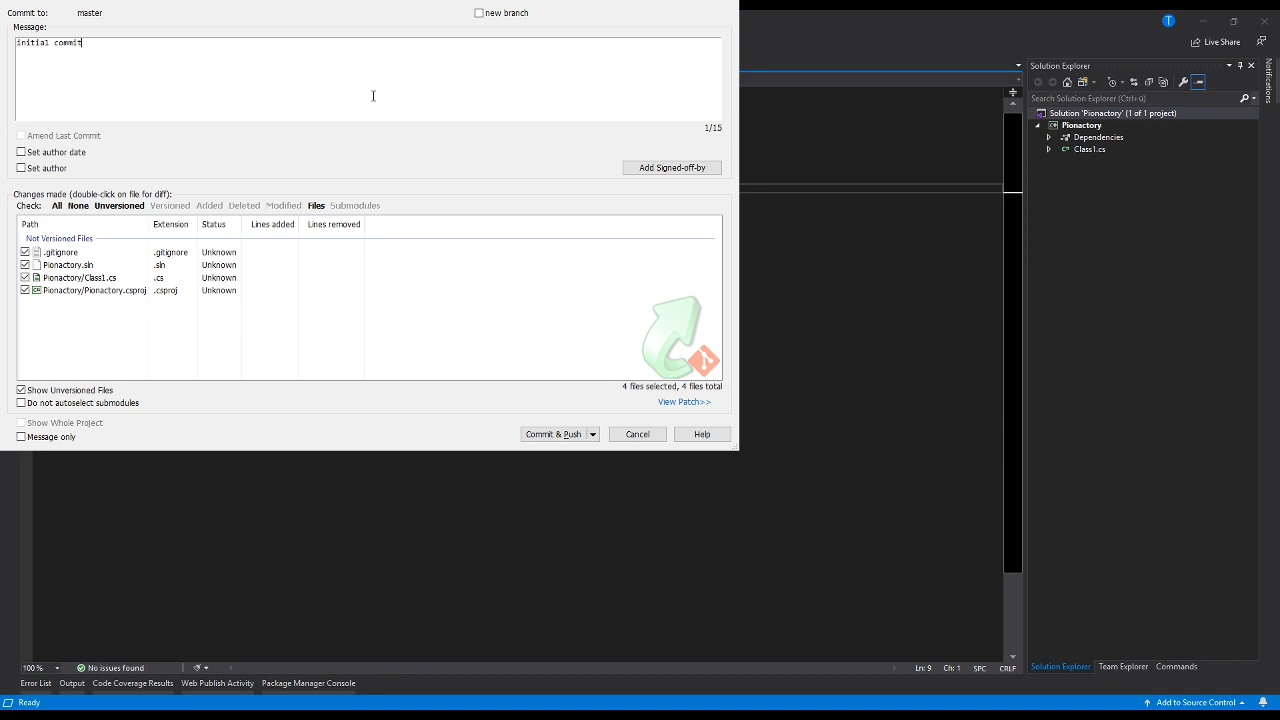 Commit to: master new branch
Message:
initial commit
1/15
Amend Last Commit
Set author date
Set author
Add Signed-off-by
Changes made (double-click on file for diff):
Check: All None Unversioned Versioned Added Deleted Modified Files Submodules
Path Extension Status Lines added Lines removed
Not Versioned Files
.gitignore .gitignore Unknown
Pionactory.sln .sln Unknown
Pionactory/Class1.cs .cs Unknown
Pionactory/Pionactory.csproj .csproj Unknown
Show Unversioned Files
4 files selected, 4 files total
Do not autoselect submodules
View Patch>>
Show Whole Project
Message only
Commit & Push Cancel Help
T
Live Share
Solution Explorer
Search Solution Explorer (Ctrl+ü)
Solution 'Pionactory' (1 of 1 project)
C# Pionactory
Dependencies
C# Class1.cs
Notifications
100 % No issues found Ln: 9 Ch: 1 SPC CRLF
Solution Explorer Team Explorer Commands
Error List Output Code Coverage Results Web Publish Activity Package Manager Console
Ready Add to Source Control